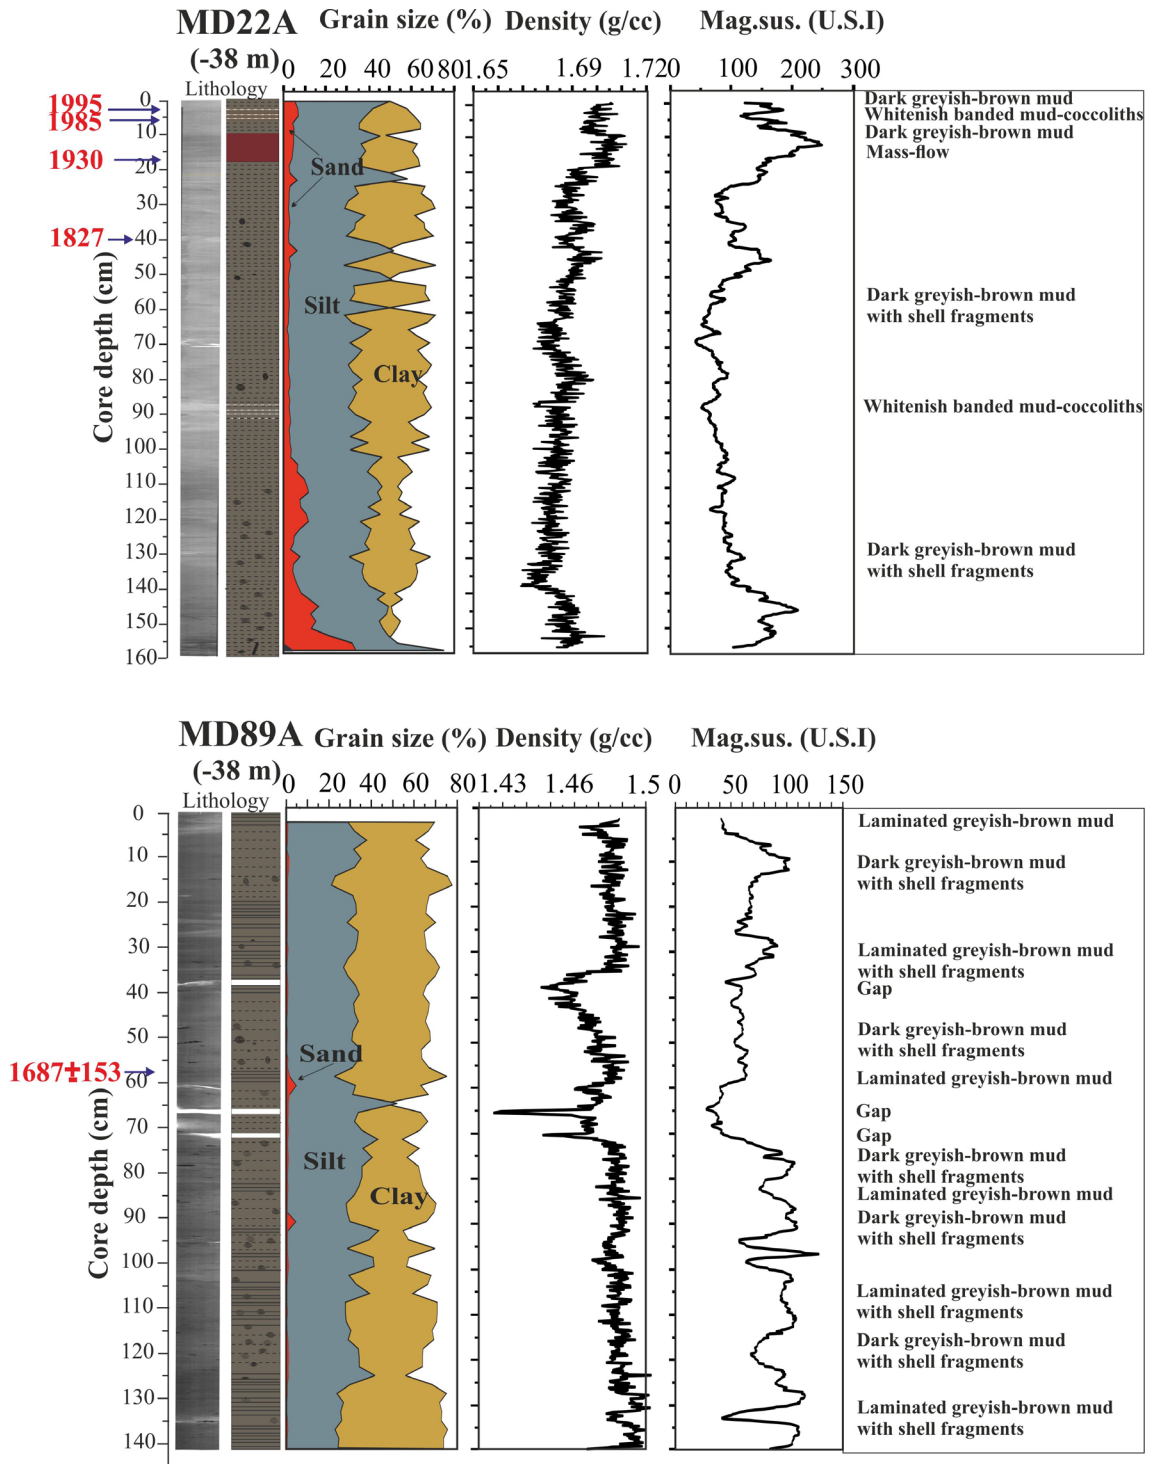 MD22A Grain size (%) Density (g/cc) Mag.sus. (U.S.I)
(-38 m)
Lithology
0 20 40 60 80 1.65 1.69 1.720 100 200 300
0
10
20
30
40
50
60
70
80
90
100
110
120
130
140
150
160
Core depth (cm)
1995
1985
1930
1827
Sand
Silt
Clay
Dark greyish-brown mud
Whitenish banded mud-coccoliths
Dark greyish-brown mud
Mass-flow
Dark greyish-brown mud
with shell fragments
Whitenish banded mud-coccoliths
Dark greyish-brown mud
with shell fragments
MD89A Grain size (%) Density (g/cc) Mag.sus. (U.S.I)
(-38 m)
Lithology
0 20 40 60 80 1.43 1.46 1.5 0 50 100 150
0
10
20
30
40
50
60
70
80
90
100
110
120
130
140
Core depth (cm)
1687±153
Sand
Silt
Clay
Laminated greyish-brown mud
Dark greyish-brown mud
with shell fragments
Laminated greyish-brown mud
with shell fragments
Gap
Dark greyish-brown mud
with shell fragments
Laminated greyish-brown mud
Gap
Gap
Dark greyish-brown mud
with shell fragments
Laminated greyish-brown mud
Dark greyish-brown mud
with shell fragments
Laminated greyish-brown mud
with shell fragments
Dark greyish-brown mud
with shell fragments
Laminated greyish-brown mud
with shell fragments